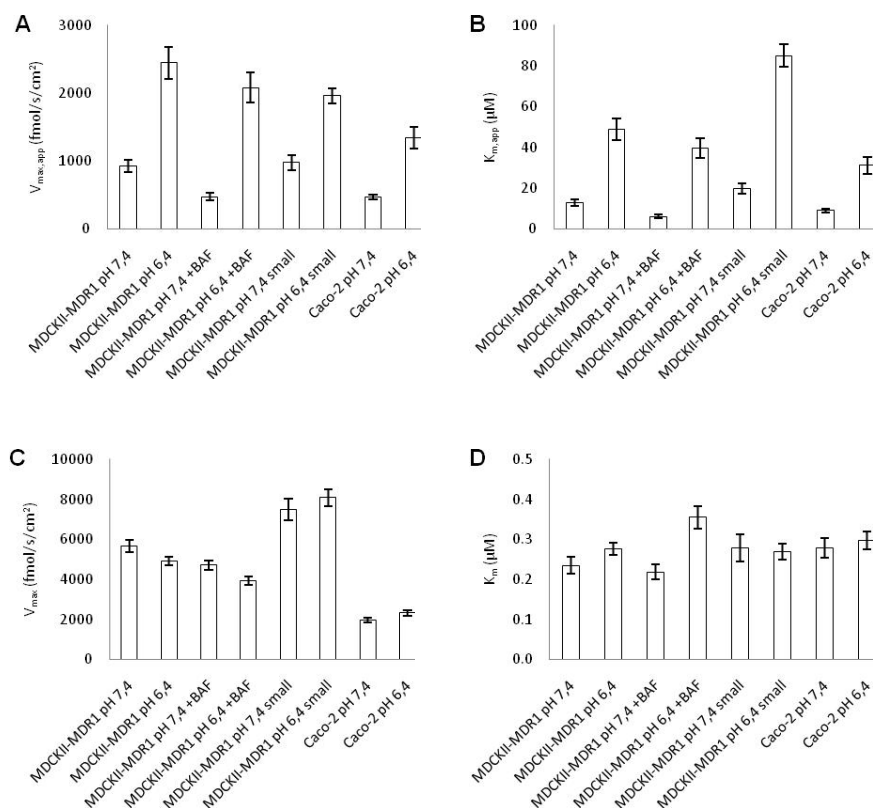 A
V max,app (fmol/s/cm²)
3000
2000
1000
0
MDCKII-MDR1 pH 7,4
MDCKII-MDR1 pH 6,4
MDCKII-MDR1 pH 7,4 +BAF
MDCKII-MDR1 pH 6,4 +BAF
MDCKII-MDR1 pH 7,4 small
MDCKII-MDR1 pH 6,4 small
Caco-2 pH 7,4
Caco-2 pH 6,4
B
K m,app (µM)
100
80
60
40
20
0
MDCKII-MDR1 pH 7,4
MDCKII-MDR1 pH 6,4
MDCKII-MDR1 pH 7,4 +BAF
MDCKII-MDR1 pH 6,4 +BAF
MDCKII-MDR1 pH 7,4 small
MDCKII-MDR1 pH 6,4 small
Caco-2 pH 7,4
Caco-2 pH 6,4
C
V max (fmol/s/cm²)
10000
8000
6000
4000
2000
0
MDCKII-MDR1 pH 7,4
MDCKII-MDR1 pH 6,4
MDCKII-MDR1 pH 7,4 +BAF
MDCKII-MDR1 pH 6,4 +BAF
MDCKII-MDR1 pH 7,4 small
MDCKII-MDR1 pH 6,4 small
Caco-2 pH 7,4
Caco-2 pH 6,4
D
K m (µM)
0.5
0.4
0.3
0.2
0.1
0.0
MDCKII-MDR1 pH 7,4
MDCKII-MDR1 pH 6,4
MDCKII-MDR1 pH 7,4 +BAF
MDCKII-MDR1 pH 6,4 +BAF
MDCKII-MDR1 pH 7,4 small
MDCKII-MDR1 pH 6,4 small
Caco-2 pH 7,4
Caco-2 pH 6,4